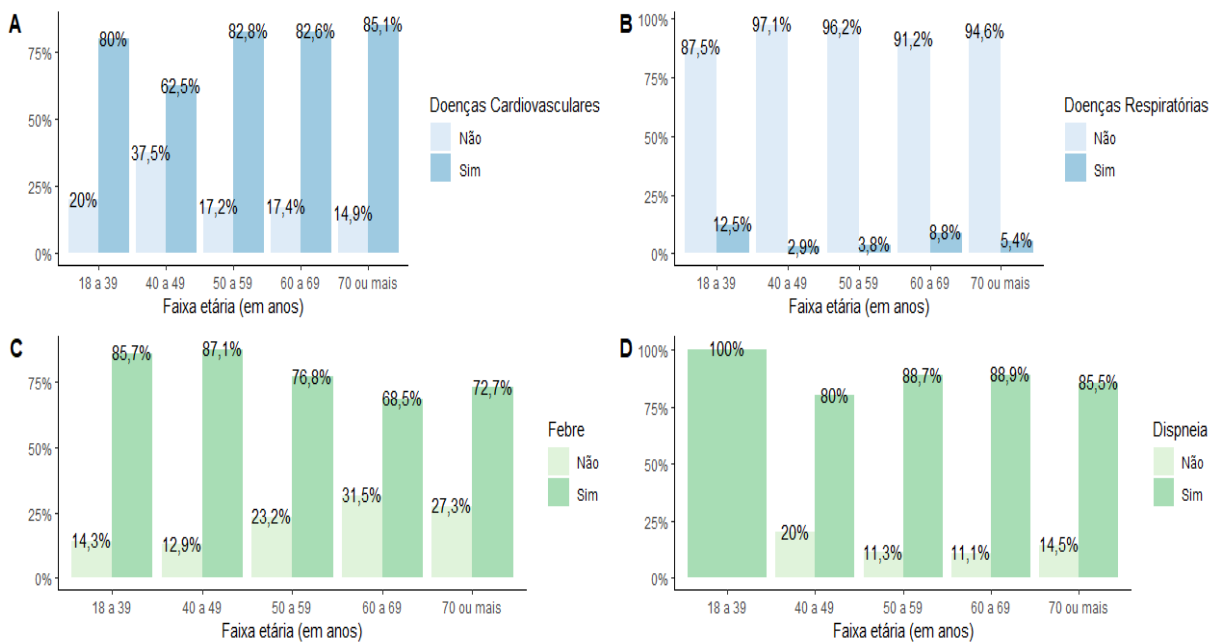 A
75%
50%
25%
0%
80%
62,5%
82,8%
82,6%
85,1%
20%
37,5%
17,2%
17,4%
14,9%
18 a 39
40 a 49
50 a 59
60 a 69
70 ou mais
Faixa etária (em anos)
Doenças Cardiovasculares
Não
Sim
B
100%
75%
50%
25%
0%
87,5%
97,1%
96,2%
91,2%
94,6%
12,5%
2,9%
3,8%
8,8%
5,4%
18 a 39
40 a 49
50 a 59
60 a 69
70 ou mais
Faixa etária (em anos)
Doenças Respiratórias
Não
Sim
C
75%
50%
25%
0%
85,7%
87,1%
76,8%
68,5%
72,7%
14,3%
12,9%
23,2%
31,5%
27,3%
18 a 39
40 a 49
50 a 59
60 a 69
70 ou mais
Faixa etária (em anos)
Febre
Não
Sim
D
100%
75%
50%
25%
0%
100%
80%
88,7%
88,9%
85,5%
20%
11,3%
11,1%
14,5%
18 a 39
40 a 49
50 a 59
60 a 69
70 ou mais
Faixa etária (em anos)
Dispneia
Não
Sim